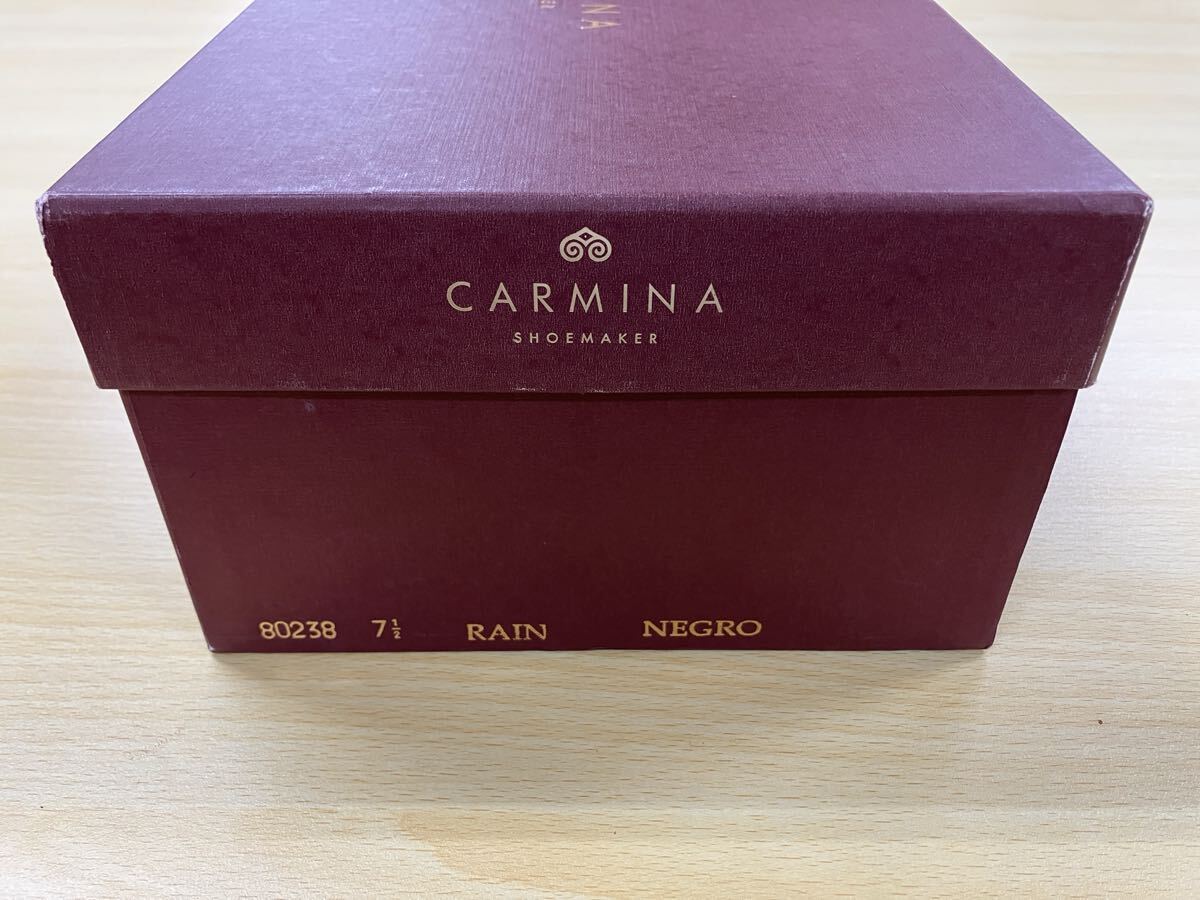 CARMINA
SHOEMAKER
80238 7½ RAIN NEGRO